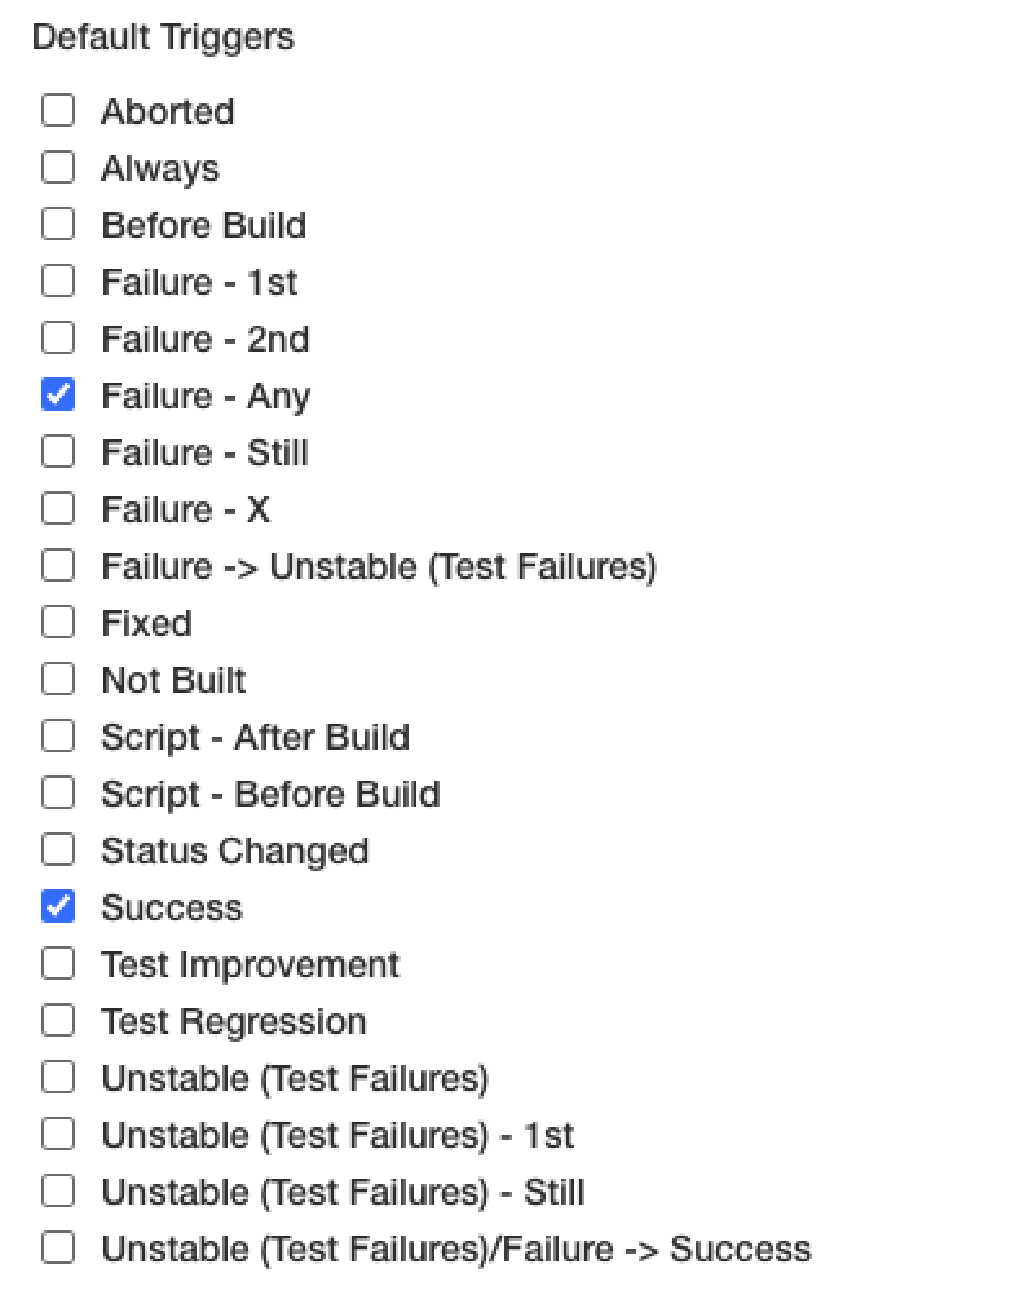 Default Triggers
Aborted
Always
Before Build
Failure - 1st
Failure - 2nd
Failure - Any
Failure - Still
Failure - X
Failure -> Unstable (Test Failures)
Fixed
Not Built
Script - After Build
Script - Before Build
Status Changed
Success
Test Improvement
Test Regression
Unstable (Test Failures)
Unstable (Test Failures) - 1st
Unstable (Test Failures) - Still
Unstable (Test Failures)/Failure -> Success